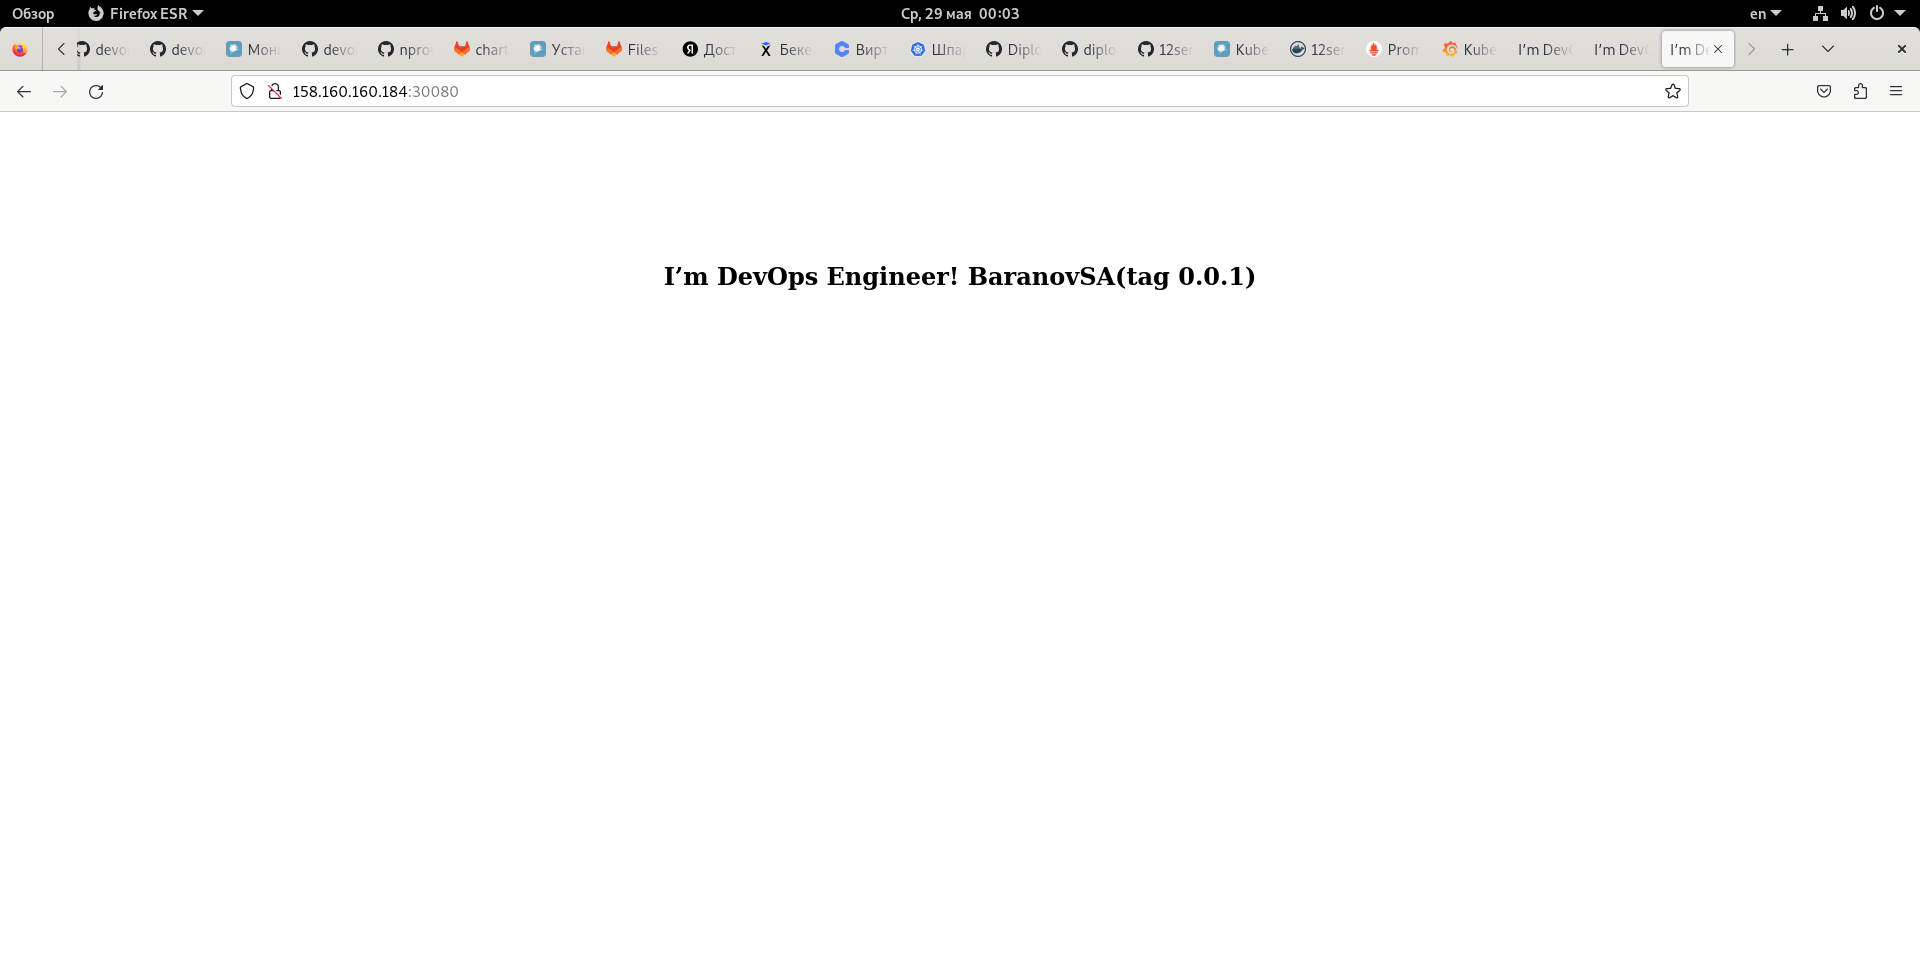 Обзор Firefox ESR Ср, 29 мая 00:03 en
devo devo Мон devo npro chart Уста Files Дост Беке Вирт Шпа Diplo diplo 12se Kube 12se Prom Kube I’m Dev I’m Dev I’m De
158.160.160.184:30080
I’m DevOps Engineer! BaranovSA(tag 0.0.1)